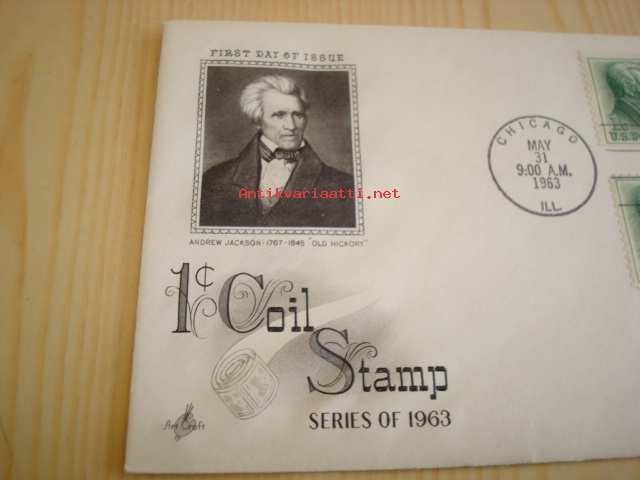 FIRST DAY OF ISSUE
Antikvariaatti.net
ANDREW JACKSON · 1767 - 1845 "OLD HICKORY"
CHICAGO
MAY
31
9:00 A.M.
1963
ILL.
1¢ Coil
Stamp
SERIES OF 1963
Art Craft